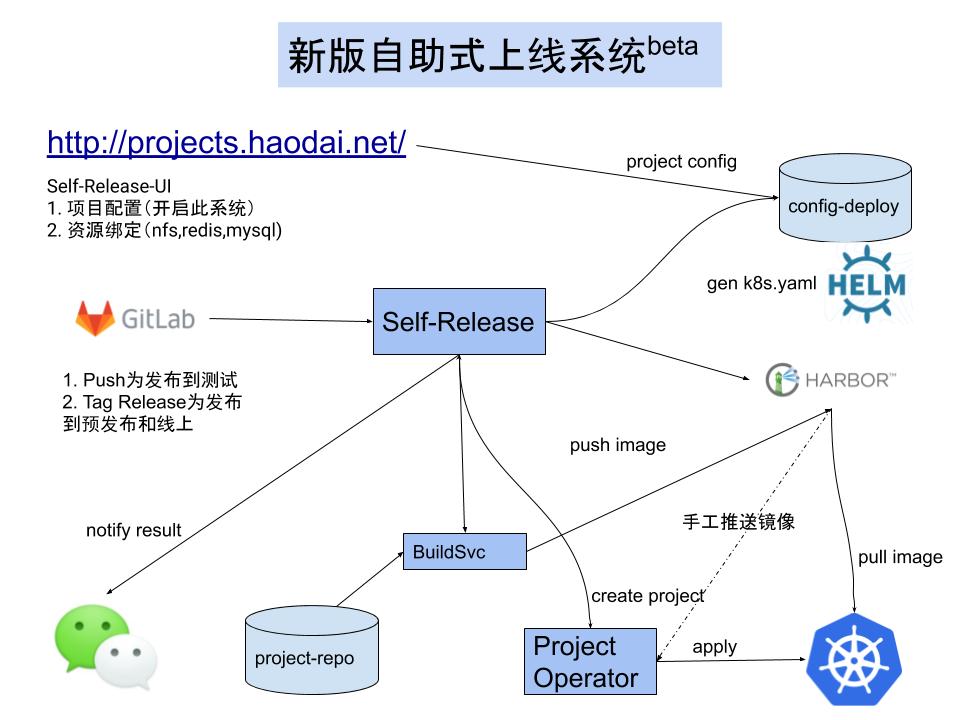 新版自助式上线系统beta
http://projects.haodai.net/
project config
Self-Release-UI
1. 项目配置（开启此系统）
2. 资源绑定（nfs,redis,mysql)
config-deploy
gen k8s.yaml
HELM
GitLab
Self-Release
HARBOR™
1. Push为发布到测试
2. Tag Release为发布
到预发布和线上
push image
手工推送镜像
notify result
BuildSvc
pull image
create project
project-repo
Project
Operator
apply